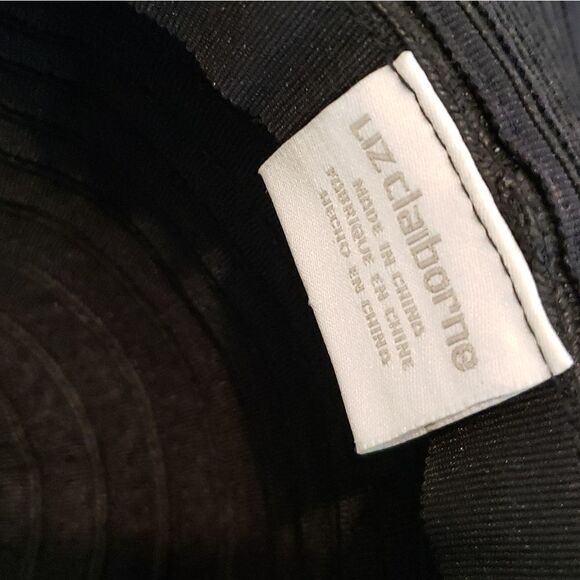 Liz claiborne
MADE IN CHINA
FABRIQUE EN CHINE
HECHO EN CHINA